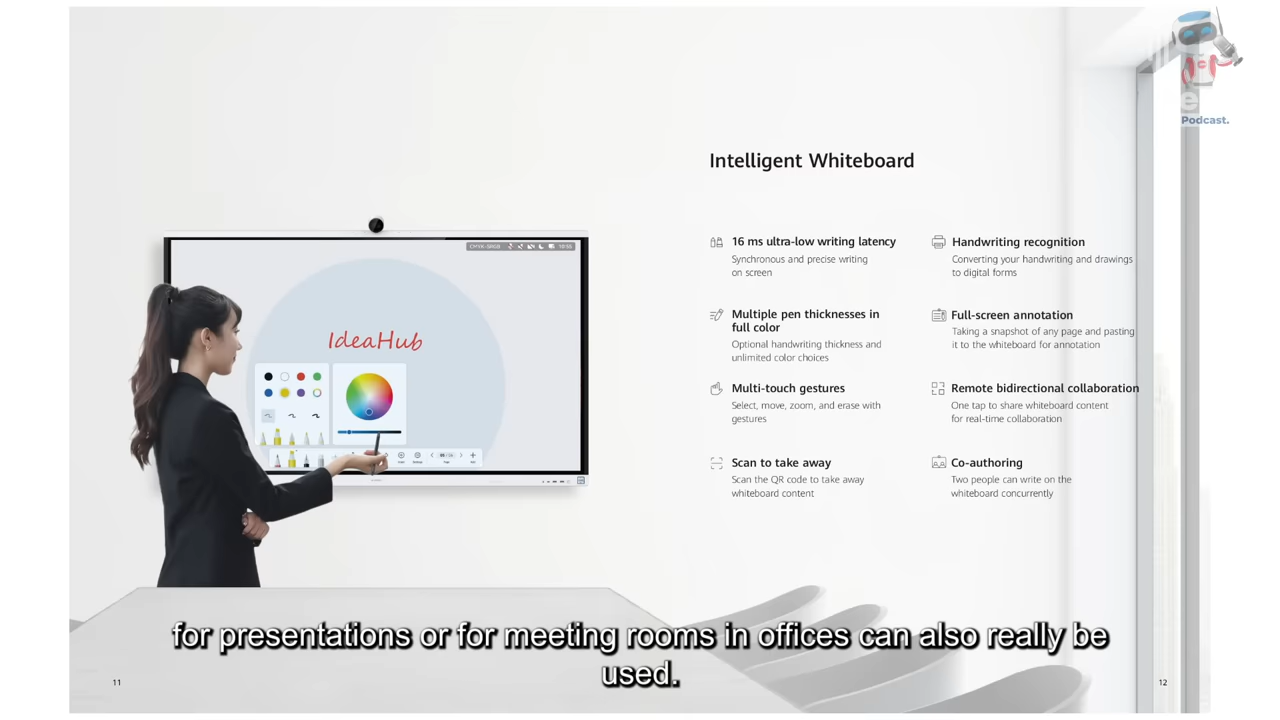 e
Podcast.
Intelligent Whiteboard
16 ms ultra-low writing latency
Synchronous and precise writing
on screen
Handwriting recognition
Converting your handwriting and drawings
to digital forms
Multiple pen thicknesses in
full color
Optional handwriting thickness and
unlimited color choices
Full-screen annotation
Taking a snapshot of any page and pasting
it to the whiteboard for annotation
Multi-touch gestures
Select, move, zoom, and erase with
gestures
Remote bidirectional collaboration
One tap to share whiteboard content
for real-time collaboration
Scan to take away
Scan the QR code to take away
whiteboard content
Co-authoring
Two people can write on the
whiteboard concurrently
IdeaHub
for presentations or for meeting rooms in offices can also really be
used.
11
12